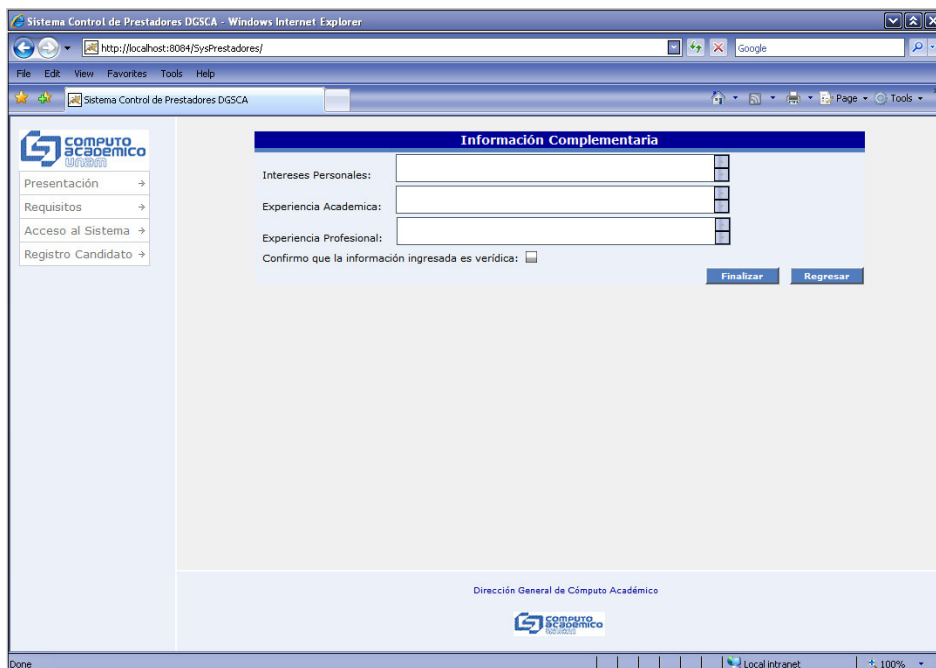 Sistema Control de Prestadores DGSCA - Windows Internet Explorer
http://localhost:8084/SysPrestadores/
Google
File Edit View Favorites Tools Help
Sistema Control de Prestadores DGSCA
Page Tools
COMPUTO
academico
unam
Presentación
Requisitos
Acceso al Sistema
Registro Candidato
Información Complementaria
Intereses Personales:
Experiencia Academica:
Experiencia Profesional:
Confirmo que la información ingresada es verídica:
Finalizar Regresar
Dirección General de Cómputo Académico
COMPUTO
academico
unam
Done Local intranet 100%